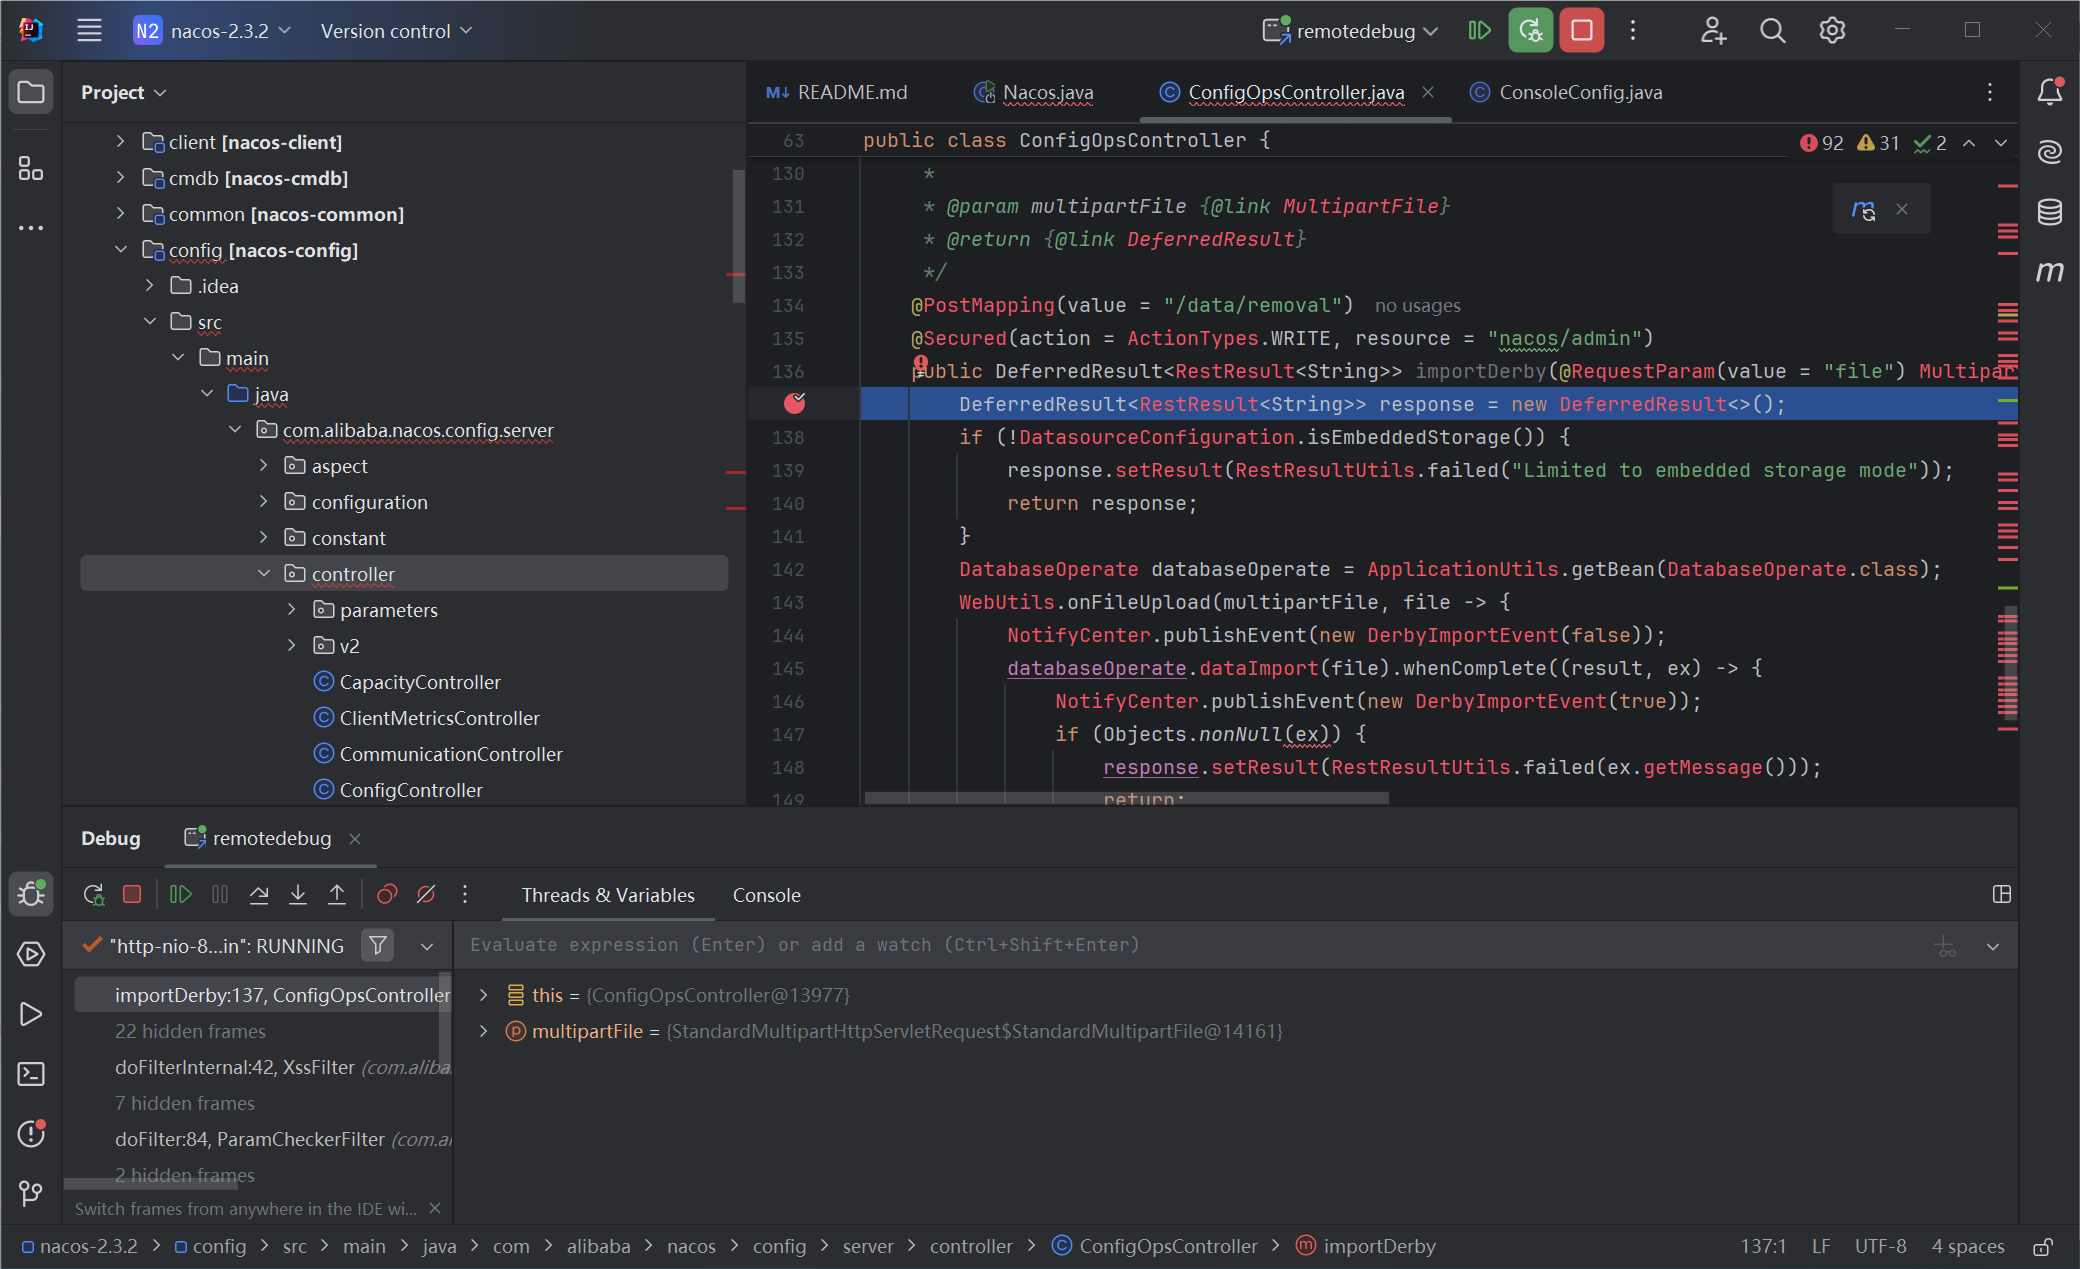 N2 nacos-2.3.2 Version control remotedebug
Project
client [nacos-client]
cmdb [nacos-cmdb]
common [nacos-common]
config [nacos-config]
.idea
src
main
java
com.alibaba.nacos.config.server
aspect
configuration
constant
controller
parameters
v2
CapacityController
ClientMetricsController
CommunicationController
ConfigController
M↓ README.md Nacos.java ConfigOpsController.java ConsoleConfig.java
63 public class ConfigOpsController { 92 31 2
130 *
131 * @param multipartFile {@link MultipartFile}
132 * @return {@link DeferredResult}
133 */
134 @PostMapping(value = "/data/removal") no usages
135 @Secured(action = ActionTypes.WRITE, resource = "nacos/admin")
136 public DeferredResult<RestResult<String>> importDerby(@RequestParam(value = "file") Multipar
DeferredResult<RestResult<String>> response = new DeferredResult<>();
138 if (!DatasourceConfiguration.isEmbeddedStorage()) {
139 response.setResult(RestResultUtils.failed("Limited to embedded storage mode"));
140 return response;
141 }
142 DatabaseOperate databaseOperate = ApplicationUtils.getBean(DatabaseOperate.class);
143 WebUtils.onFileUpload(multipartFile, file -> {
144 NotifyCenter.publishEvent(new DerbyImportEvent(false));
145 databaseOperate.dataImport(file).whenComplete((result, ex) -> {
146 NotifyCenter.publishEvent(new DerbyImportEvent(true));
147 if (Objects.nonNull(ex)) {
148 response.setResult(RestResultUtils.failed(ex.getMessage()));
149 return;
Debug remotedebug
Threads & Variables Console
"http-nio-8...in": RUNNING
Evaluate expression (Enter) or add a watch (Ctrl+Shift+Enter)
importDerby:137, ConfigOpsController
22 hidden frames
doFilterInternal:42, XssFilter (com.aliba
7 hidden frames
doFilter:84, ParamCheckerFilter (com.al
2 hidden frames
Switch frames from anywhere in the IDE wi...
this = {ConfigOpsController@13977}
multipartFile = {StandardMultipartHttpServletRequest$StandardMultipartFile@14161}
nacos-2.3.2 > config > src > main > java > com > alibaba > nacos > config > server > controller > ConfigOpsController > importDerby 137:1 LF UTF-8 4 spaces